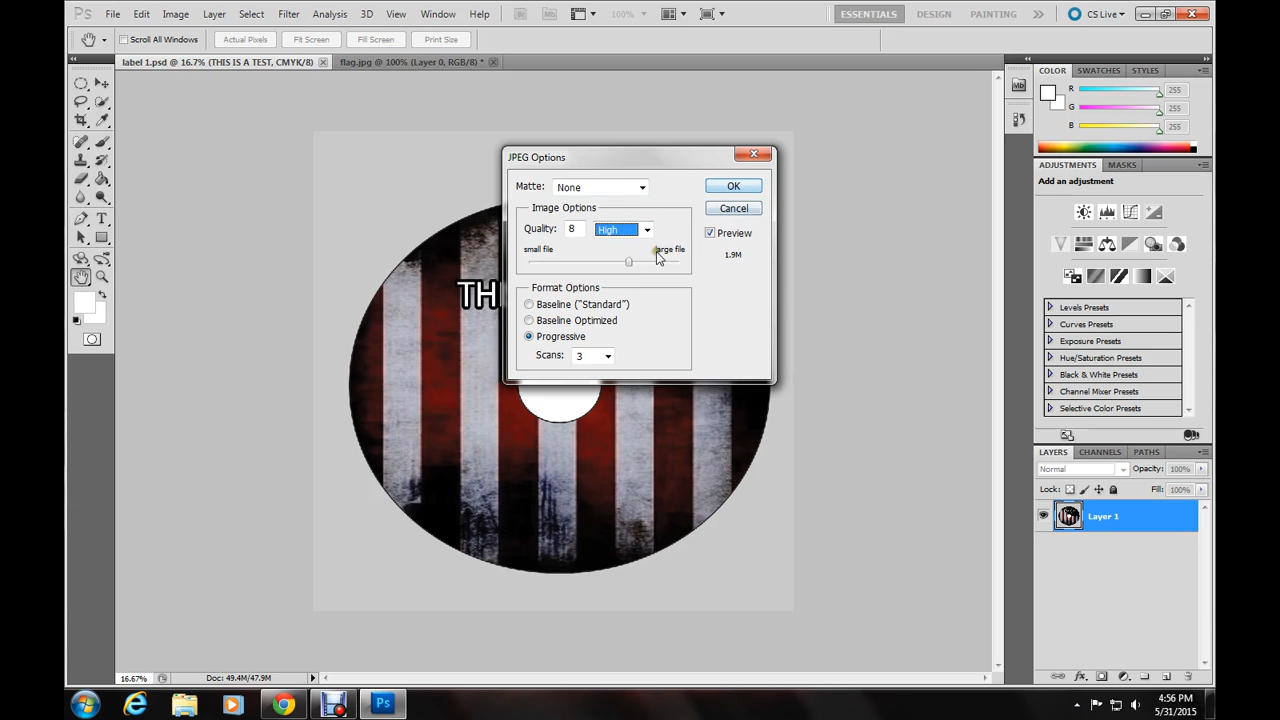 Ps File Edit Image Layer Select Filter Analysis 3D View Window Help Br Mb 100% ESSENTIALS DESIGN PAINTING CS Live
Scroll All Windows Actual Pixels Fit Screen Fill Screen Print Size
label 1.psd @ 16.7% (THIS IS A TEST, CMYK/8) flag.jpg @ 100% (Layer 0, RGB/8) *
COLOR SWATCHES STYLES
Mb
R 255
G 255
B 255
JPEG Options
Matte: None
OK
Image Options
Cancel
Quality: 8 High
Preview
small file large file
1.9M
Format Options
Baseline ("Standard")
Baseline Optimized
Progressive
Scans: 3
TH
ADJUSTMENTS MASKS
Add an adjustment
Levels Presets
Curves Presets
Exposure Presets
Hue/Saturation Presets
Black & White Presets
Channel Mixer Presets
Selective Color Presets
LAYERS CHANNELS PATHS
Normal Opacity: 100%
Lock: Fill: 100%
Layer 1
fx
16.67% Doc: 49.4M/47.9M
Ps
4:56 PM
5/31/2015